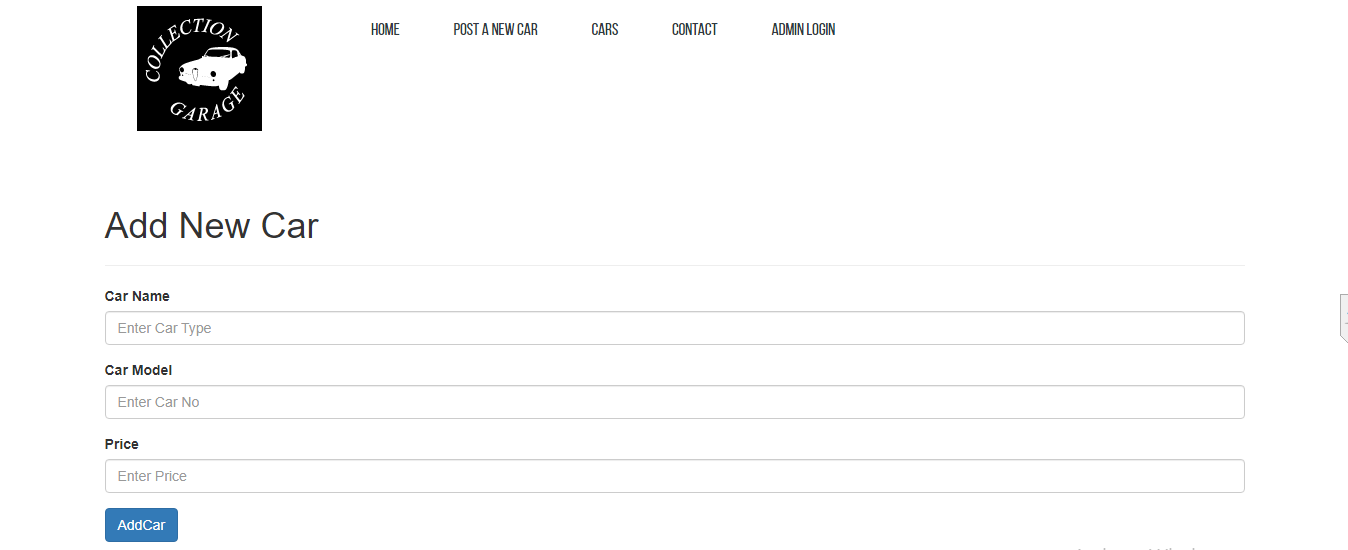 COLLECTION
GARAGE
HOME POST A NEW CAR CARS CONTACT ADMIN LOGIN
Add New Car
Car Name
Enter Car Type
Car Model
Enter Car No
Price
Enter Price
AddCar